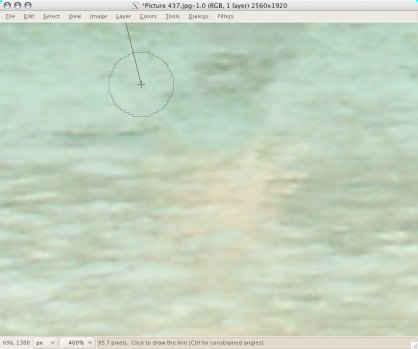 *Picture 437.jpg-1.0 (RGB, 1 layer) 2560x1920
File Edit Select View Image Layer Colors Tools Dialogs Filters
696, 1388 px 400% 95.7 pixels. Click to draw the line (Ctrl for constrained angles)